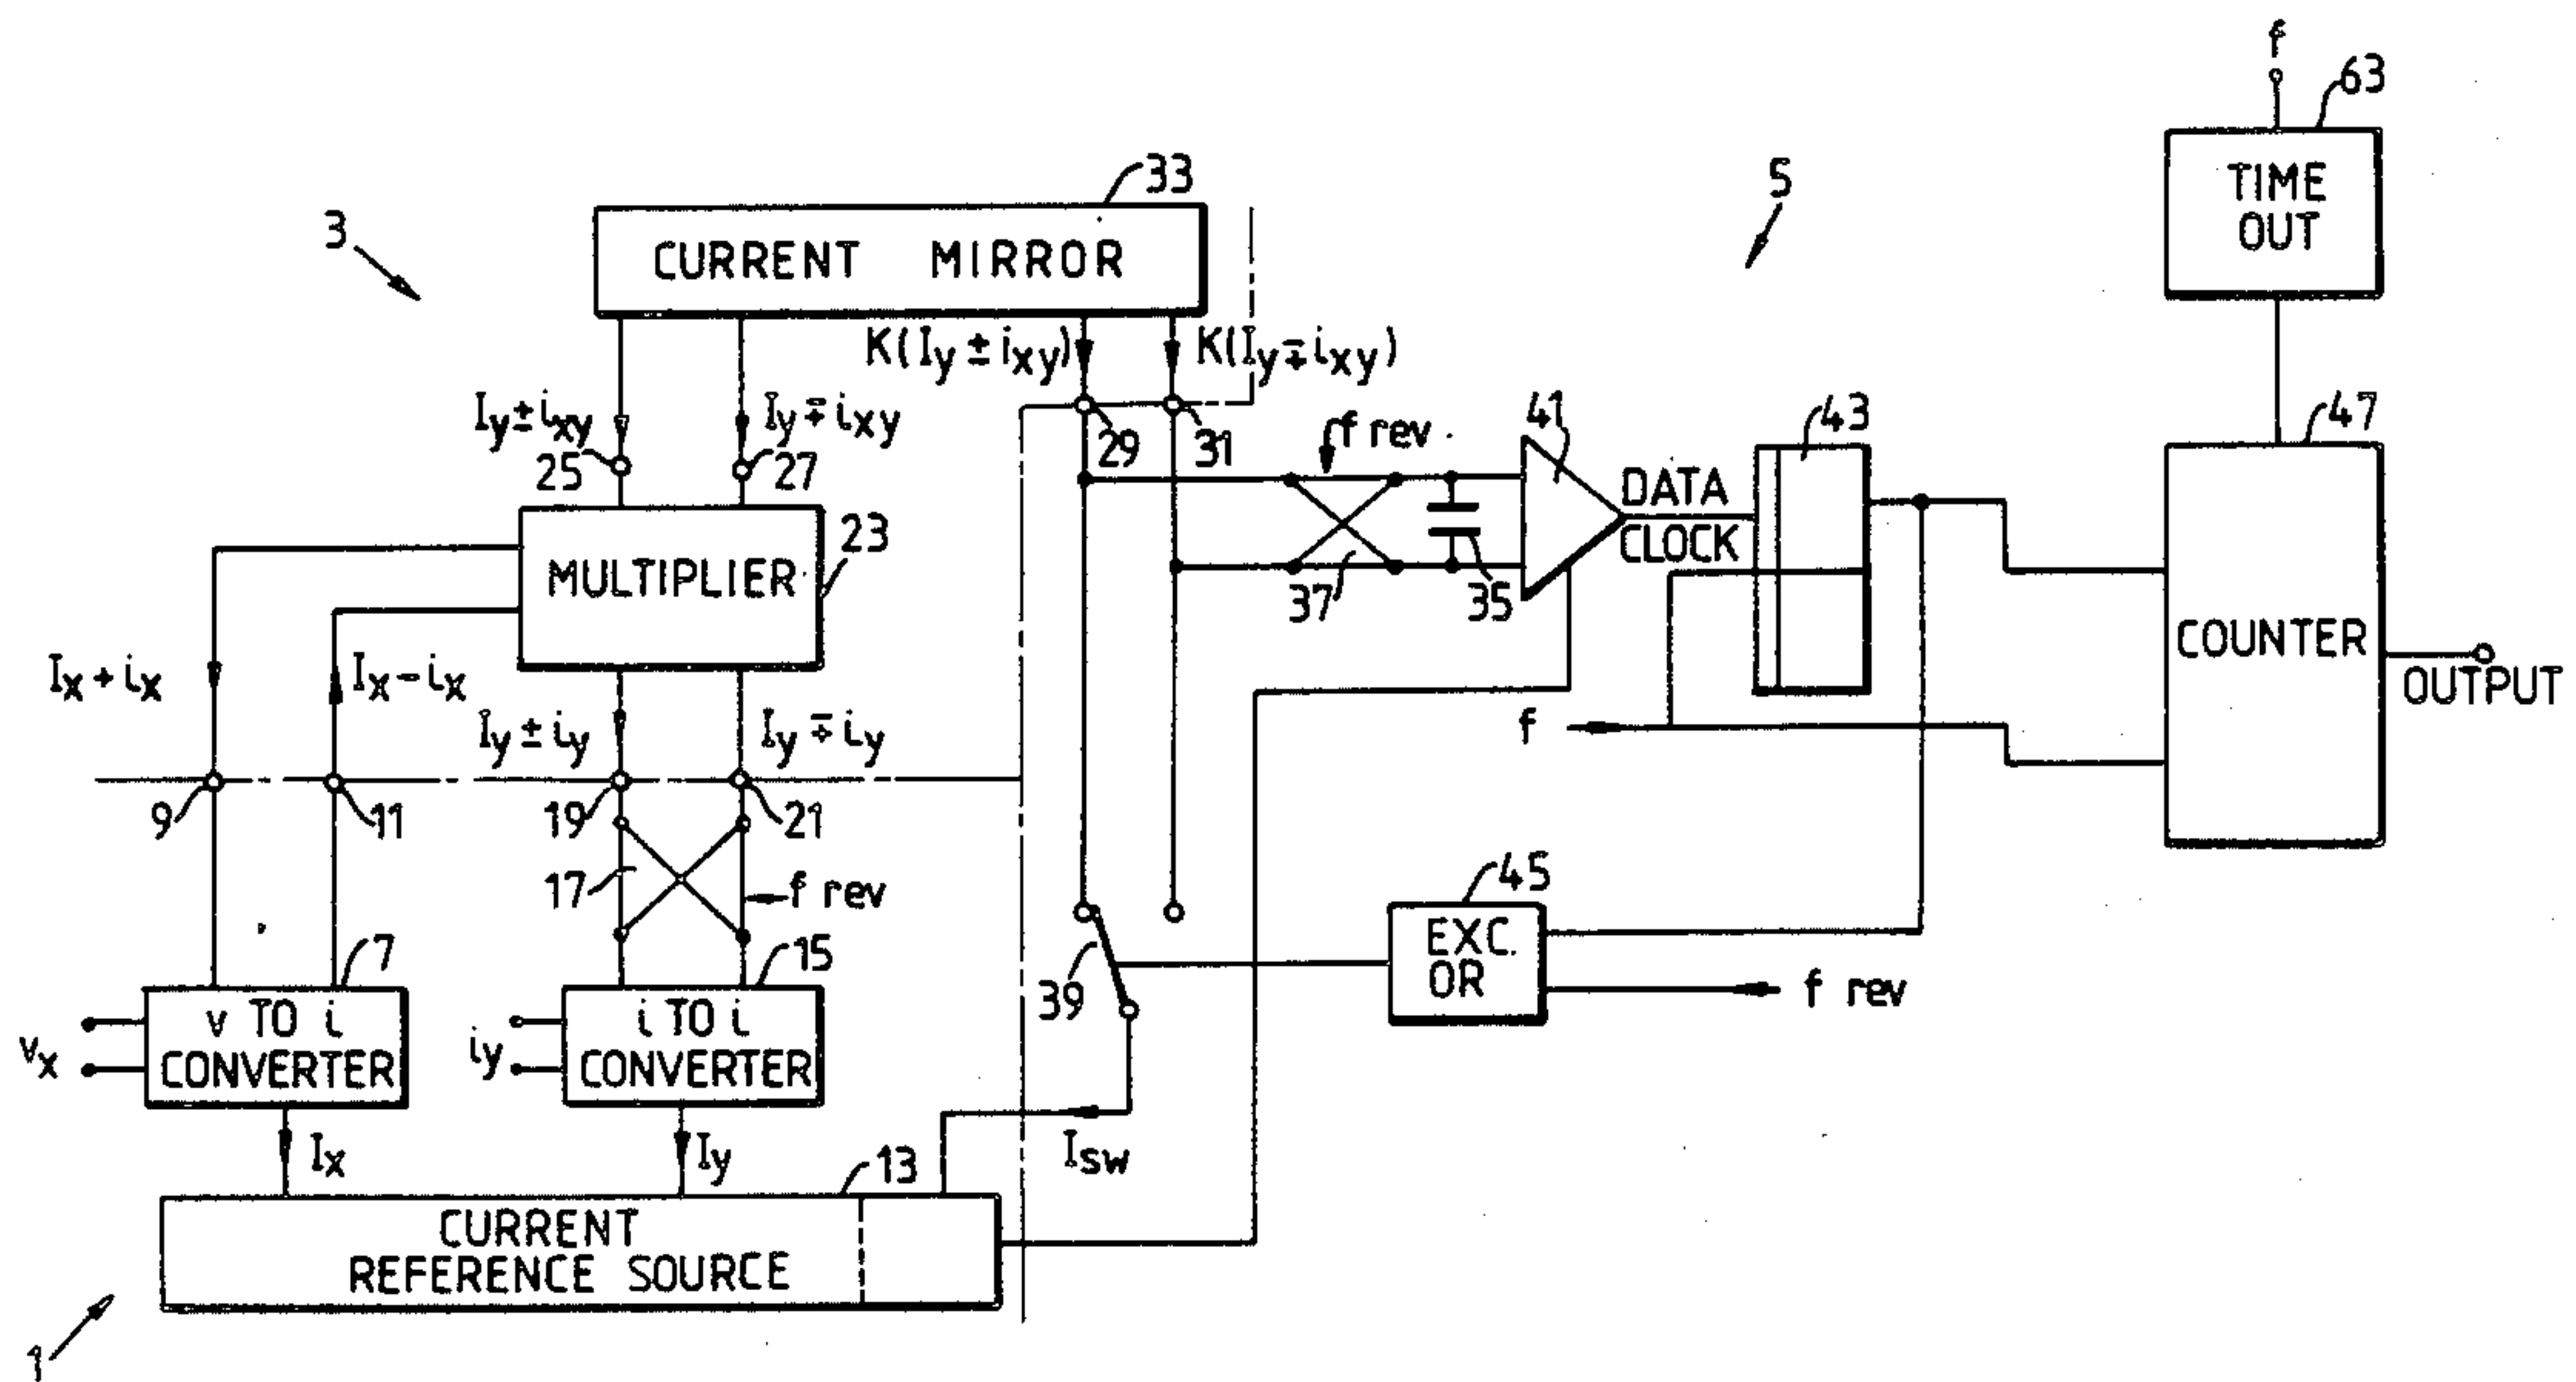 f
63
TIME
OUT
33
5
3
CURRENT MIRROR
K(Iy ± ixy)
K(Iy ∓ ixy)
Iy ± ixy
Iy ∓ ixy
29
31
f rev
41
43
47
25
27
DATA
CLOCK
23
MULTIPLIER
37
35
COUNTER
Ix + ix
Ix − ix
OUTPUT
Iy ± iy
Iy ∓ iy
f
9
11
19
21
17
f rev
45
EXC.
OR
7
15
39
f rev
vx
v TO i
CONVERTER
iy
i TO i
CONVERTER
Ix
Iy
Isw
13
CURRENT
REFERENCE SOURCE
1